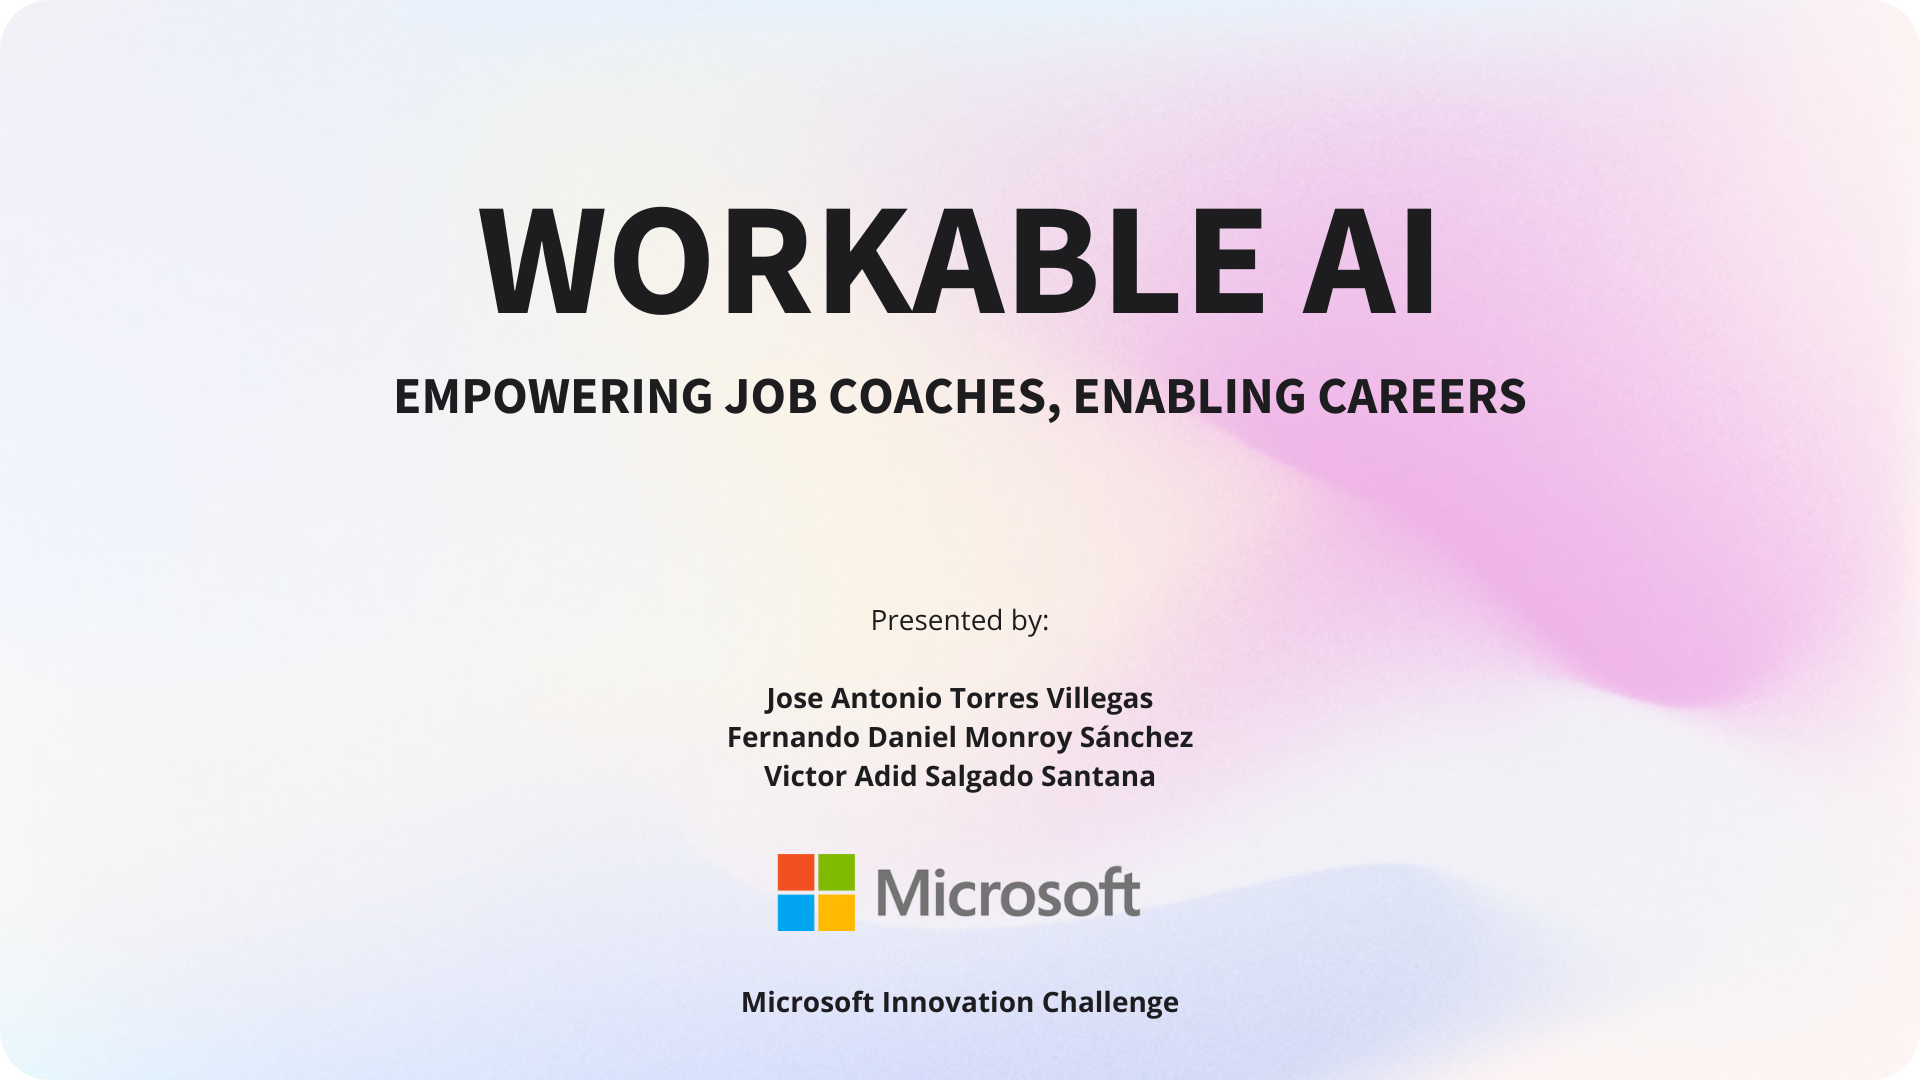 WORKABLE AI
EMPOWERING JOB COACHES, ENABLING CAREERS
Presented by:
Jose Antonio Torres Villegas
Fernando Daniel Monroy Sánchez
Victor Adid Salgado Santana
Microsoft
Microsoft Innovation Challenge